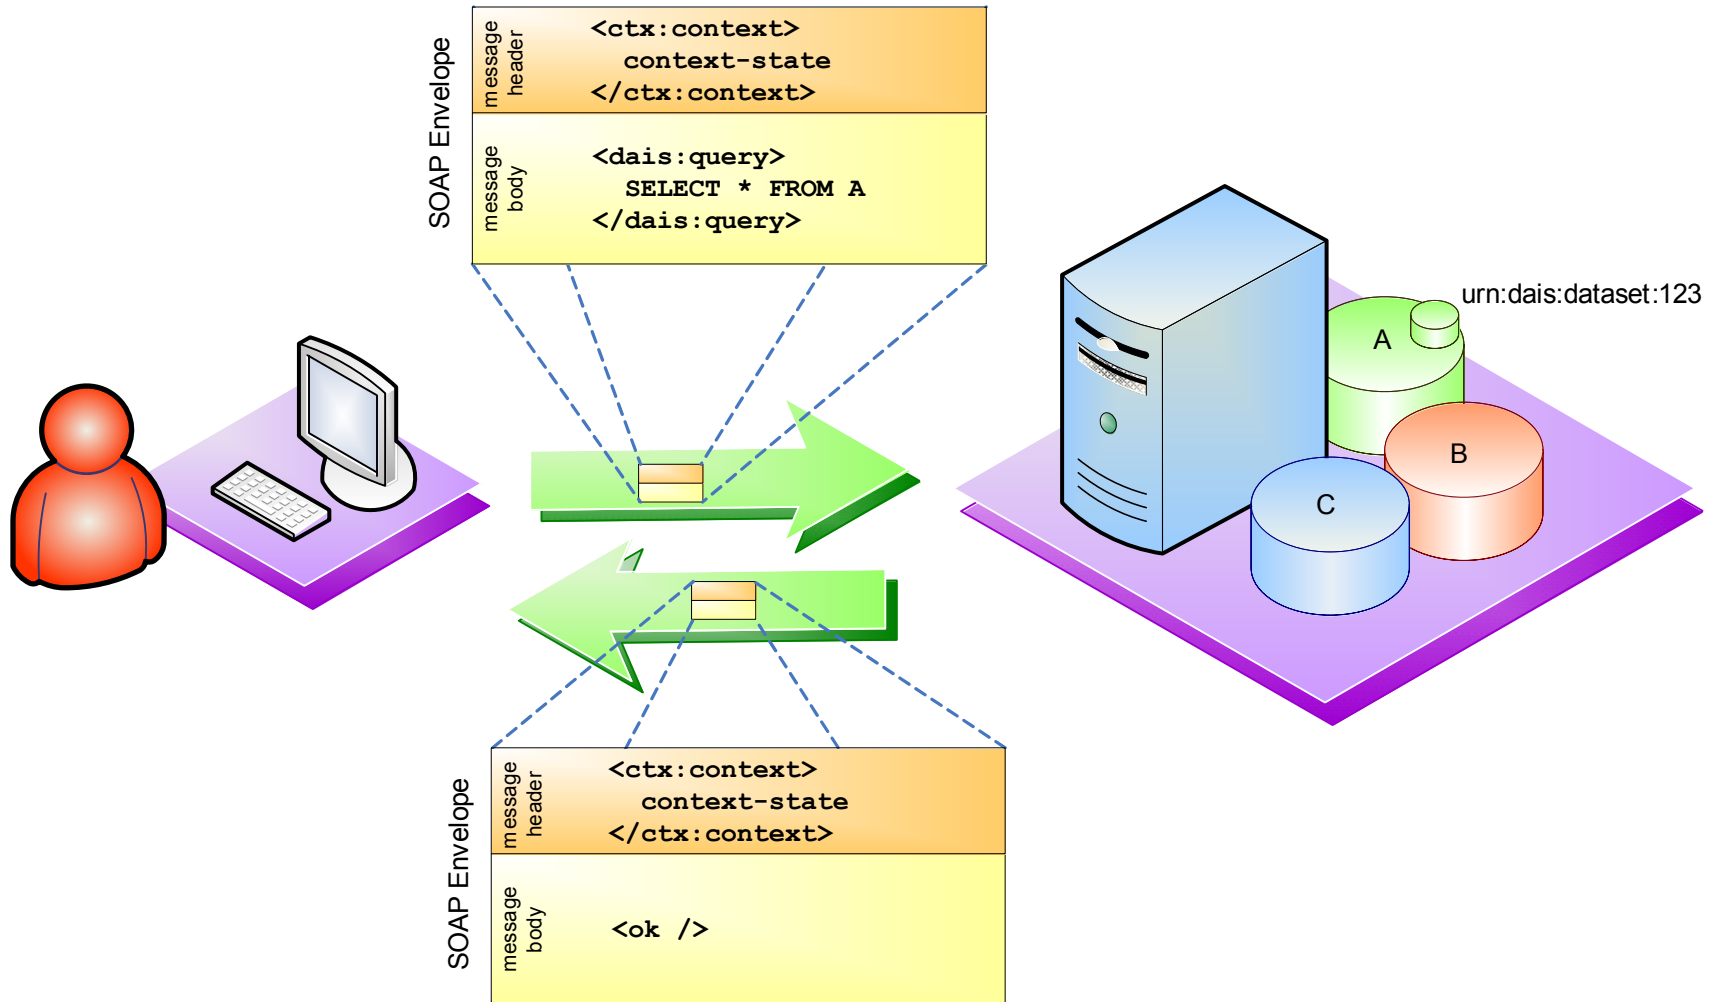 SOAP Envelope
message
header
<ctx:context>
context-state
</ctx:context>
message
body
<dais:query>
SELECT * FROM A
</dais:query>
urn:dais:dataset:123
A
B
C
SOAP Envelope
message
header
<ctx:context>
context-state
</ctx:context>
message
body
<ok />